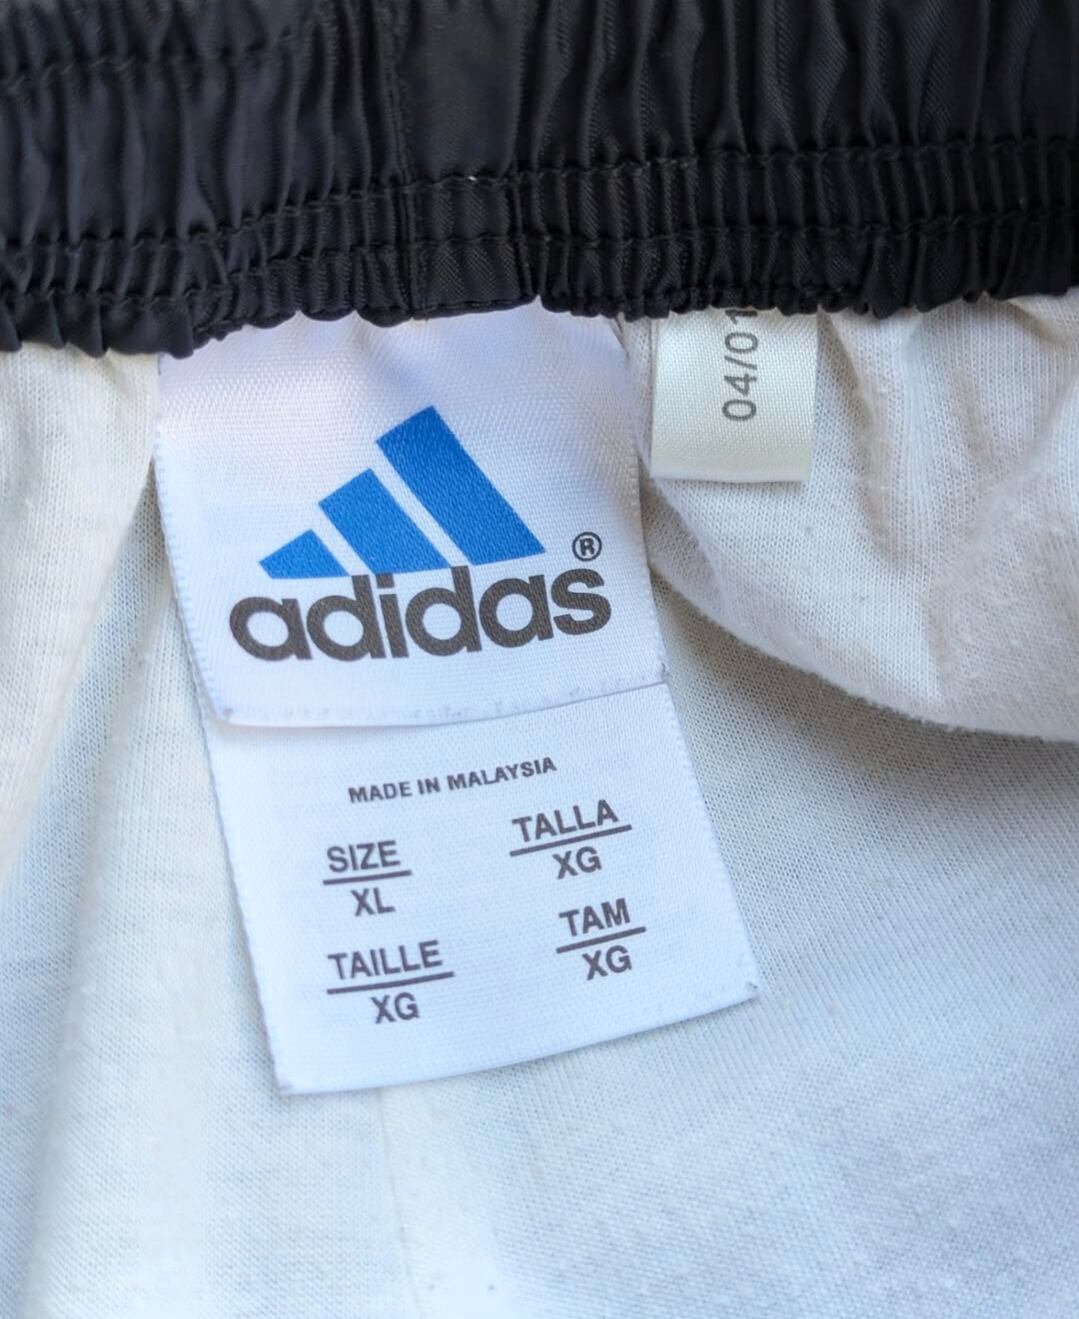 adidas®
04/01
MADE IN MALAYSIA
SIZE
XL
TALLA
XG
TAILLE
XG
TAM
XG